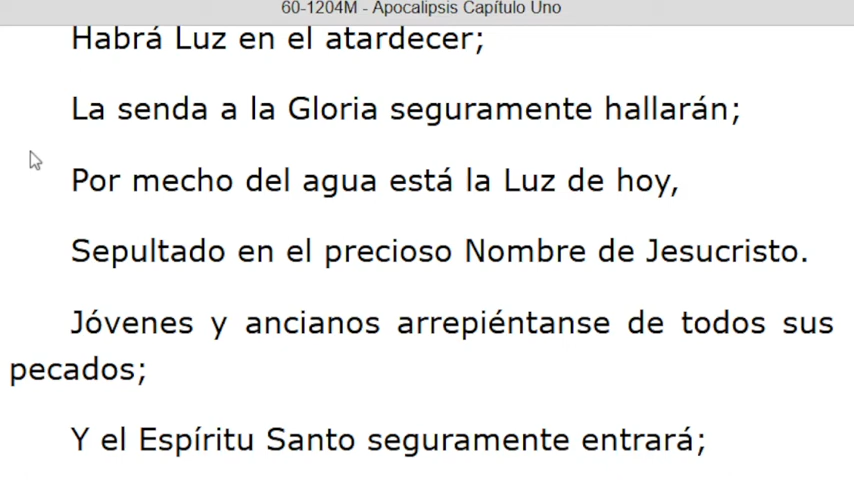 60-1204M - Apocalipsis Capítulo Uno
Habrá Luz en el atardecer;
La senda a la Gloria seguramente hallarán;
Por mecho del agua está la Luz de hoy,
Sepultado en el precioso Nombre de Jesucristo.
Jóvenes y ancianos arrepiéntanse de todos sus
pecados;
Y el Espíritu Santo seguramente entrará;